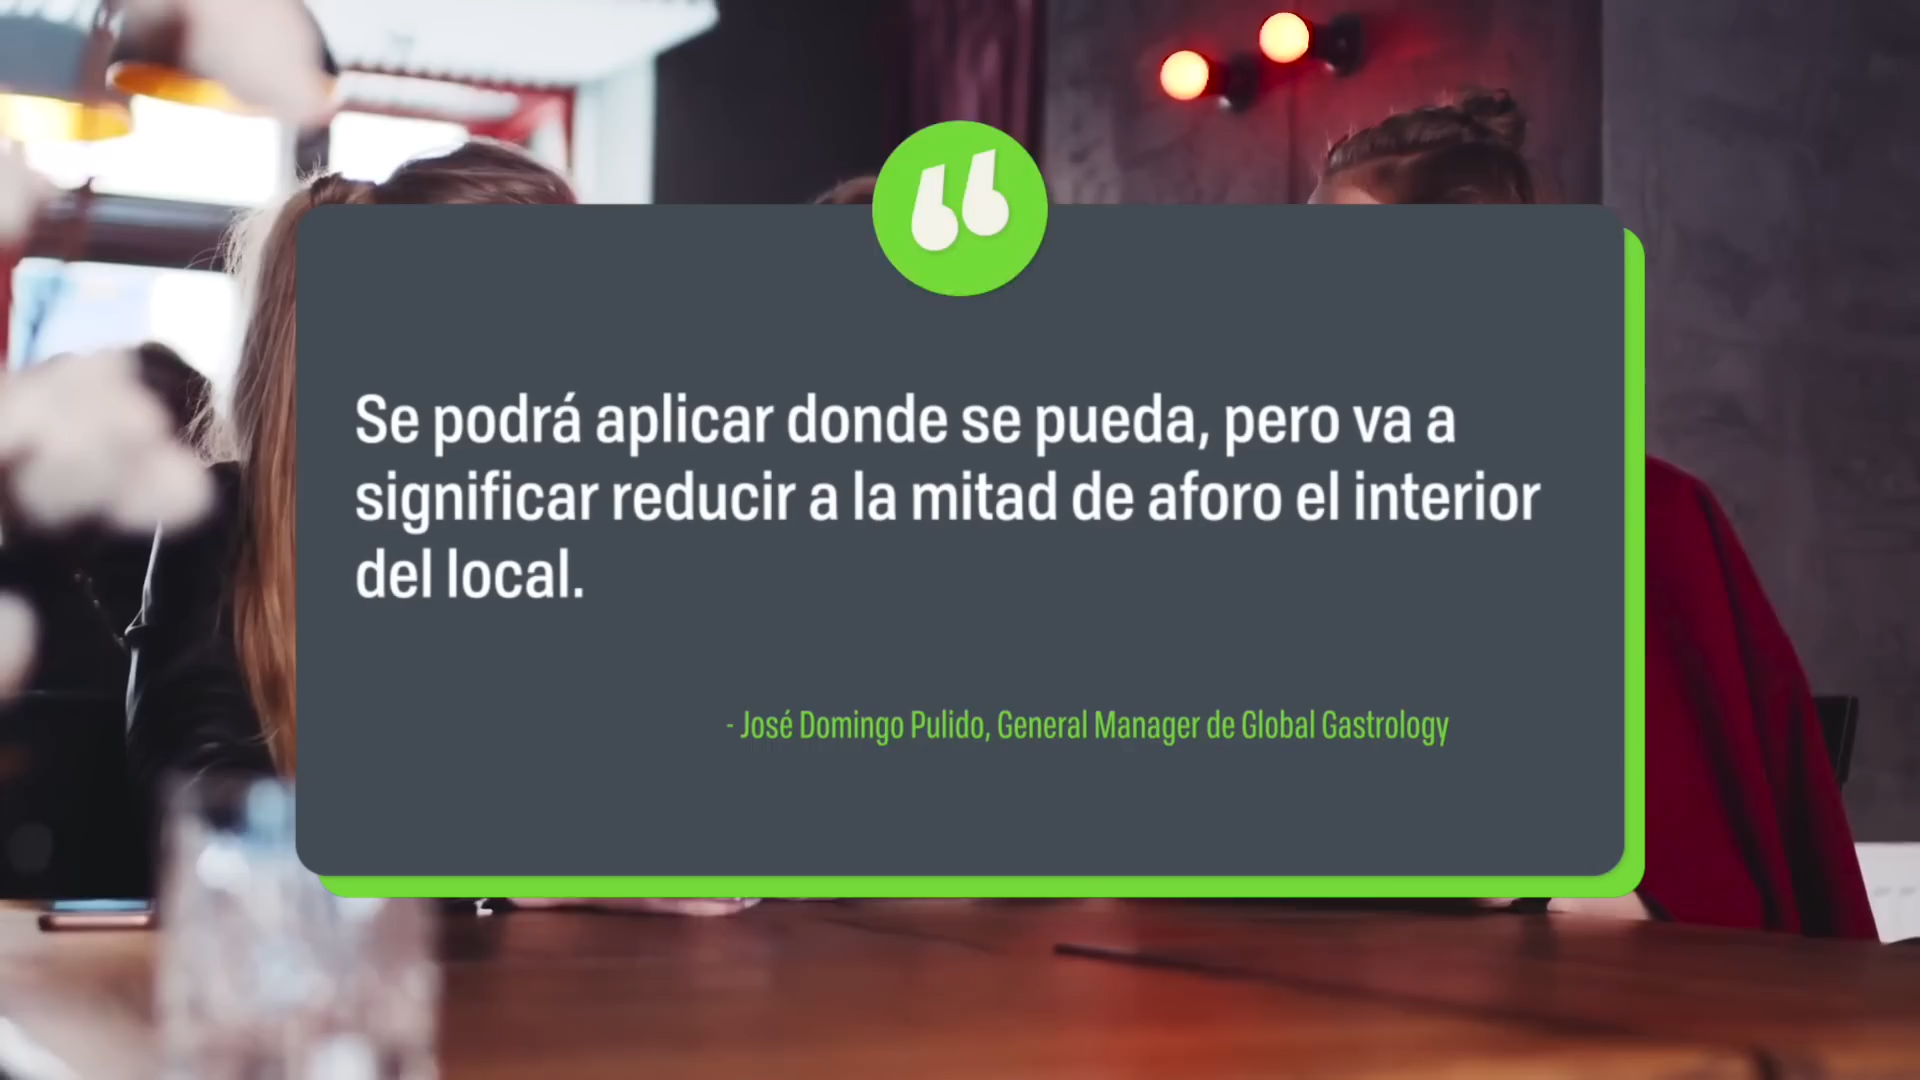 “
Se podrá aplicar donde se pueda, pero va a
significar reducir a la mitad de aforo el interior
del local.
- José Domingo Pulido, General Manager de Global Gastrology